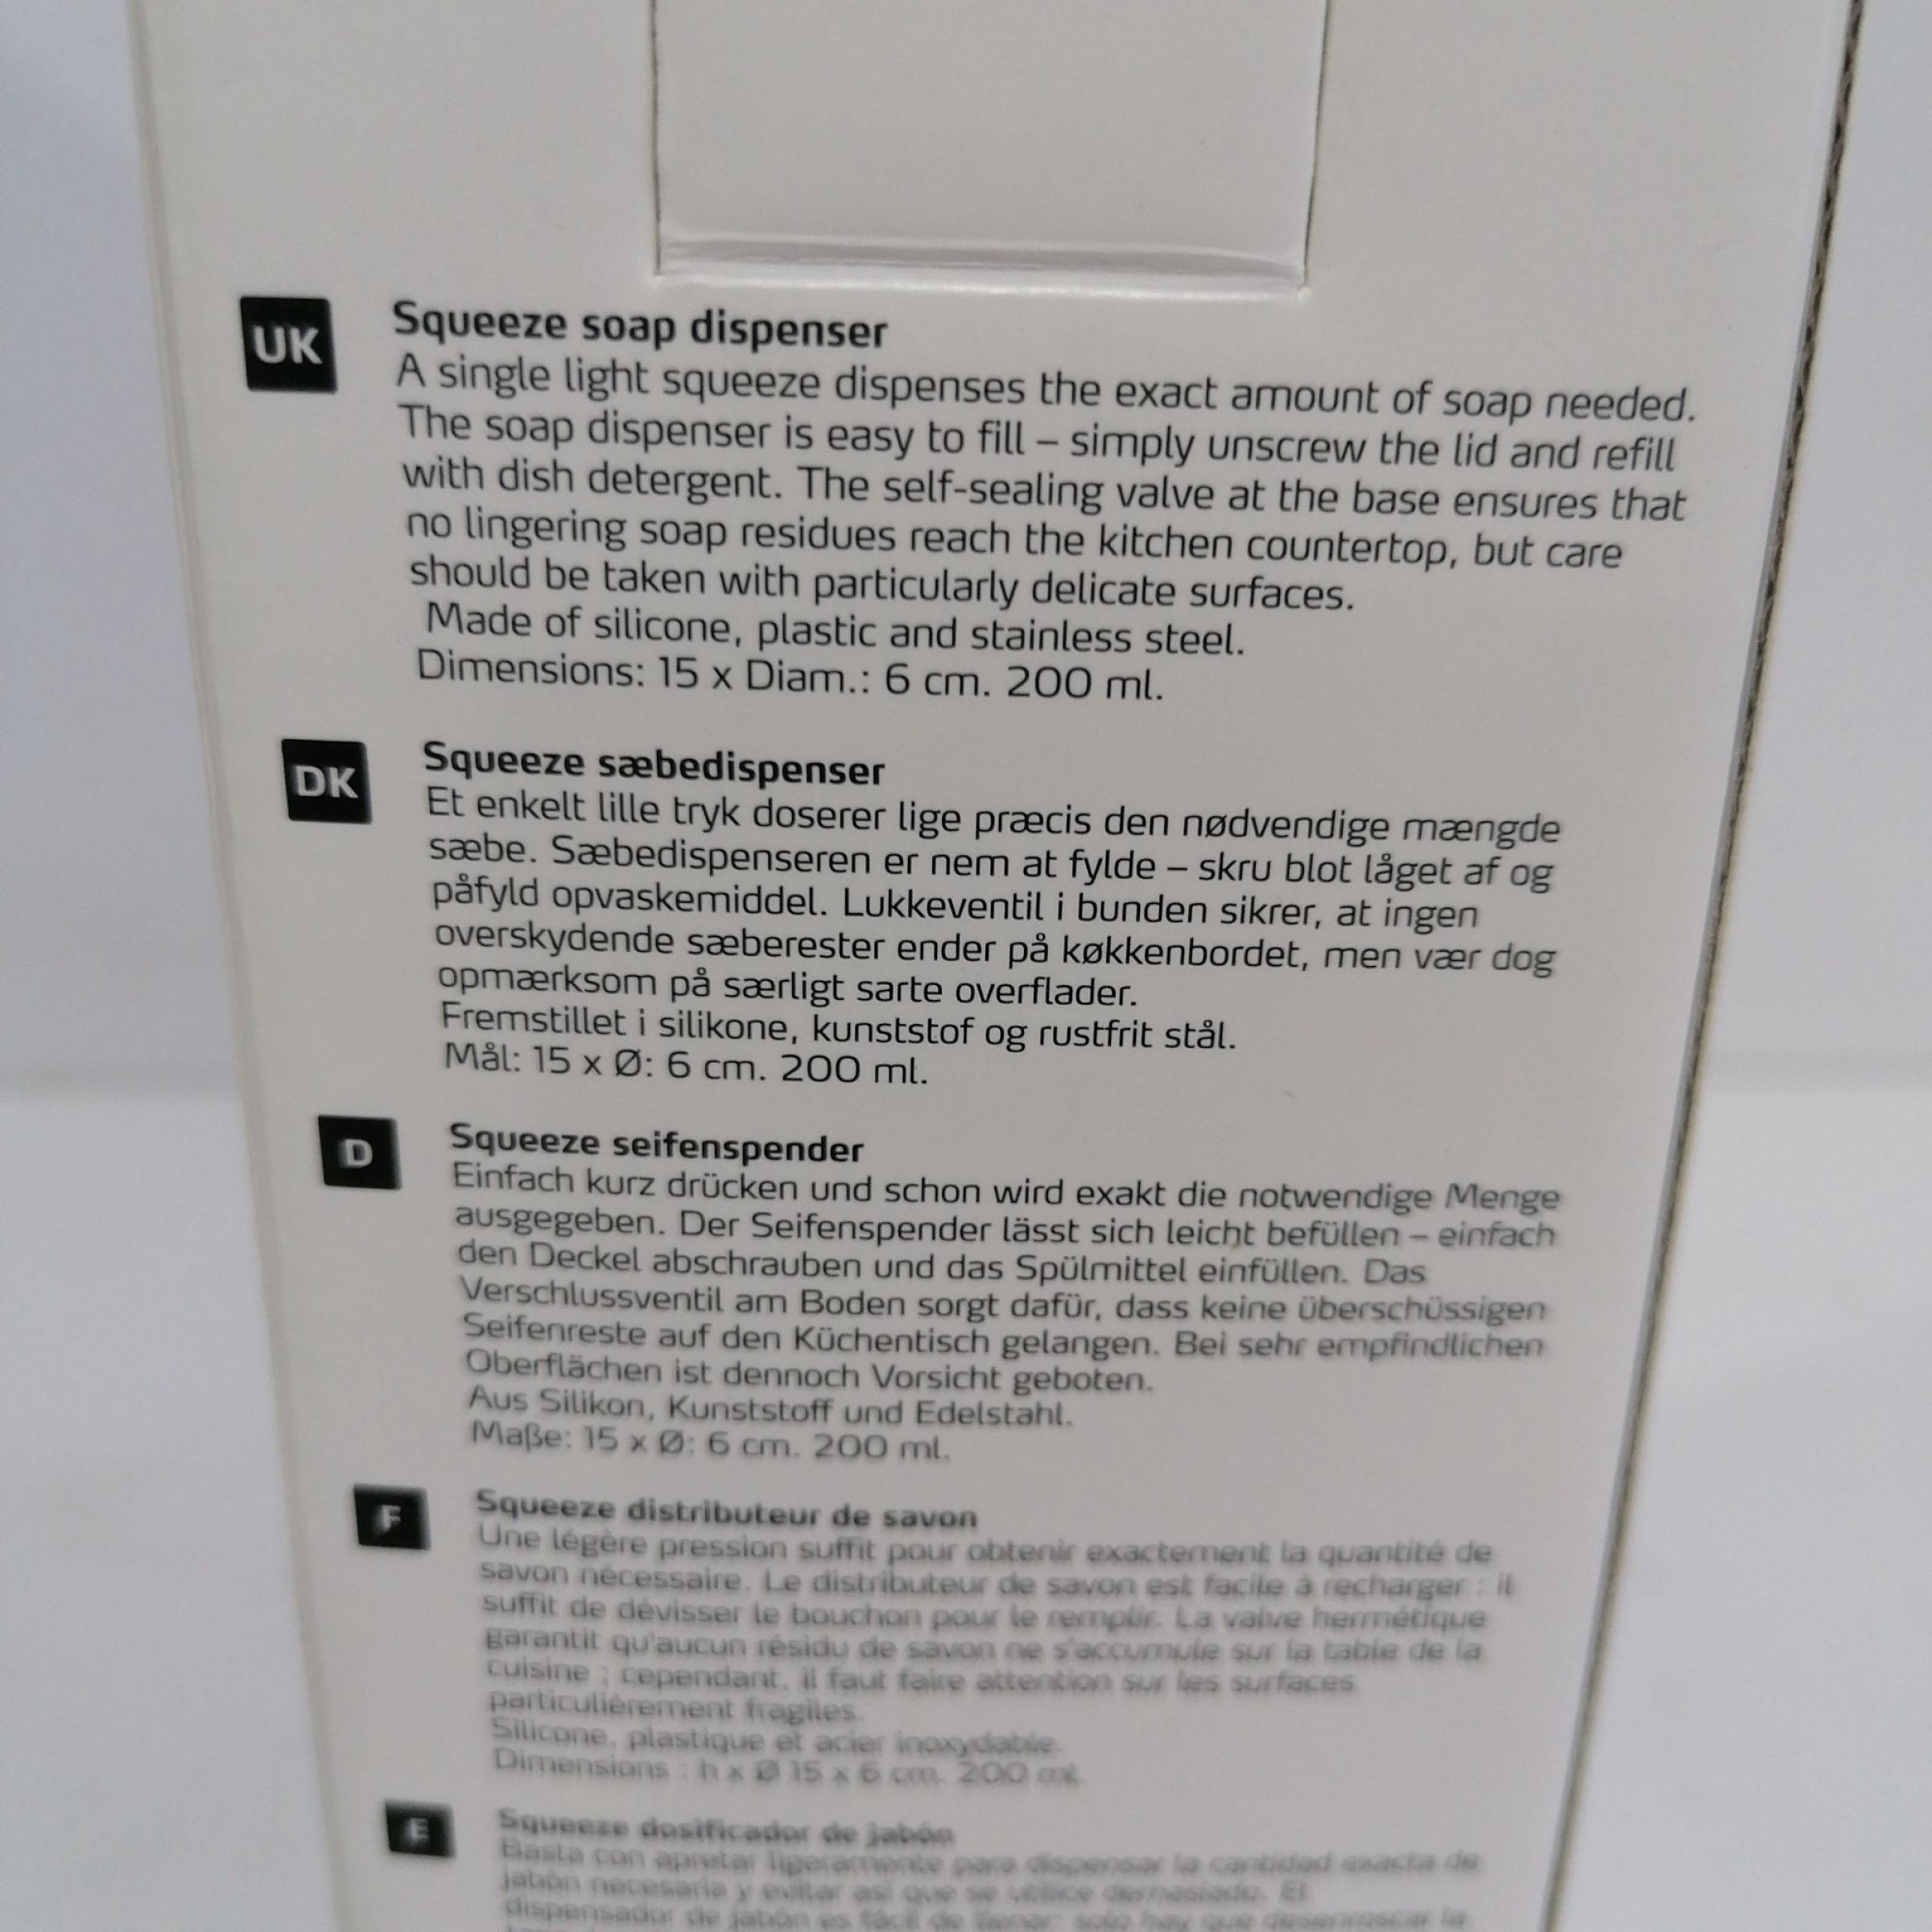 UK
Squeeze soap dispenser
A single light squeeze dispenses the exact amount of soap needed.
The soap dispenser is easy to fill – simply unscrew the lid and refill
with dish detergent. The self-sealing valve at the base ensures that
no lingering soap residues reach the kitchen countertop, but care
should be taken with particularly delicate surfaces.
Made of silicone, plastic and stainless steel.
Dimensions: 15 x Diam.: 6 cm. 200 ml.
DK
Squeeze sæbedispenser
Et enkelt lille tryk doserer lige præcis den nødvendige mængde
sæbe. Sæbedispenseren er nem at fylde – skru blot låget af og
påfyld opvaskemiddel. Lukkeventil i bunden sikrer, at ingen
overskydende sæberester ender på køkkenbordet, men vær dog
opmærksom på særligt sarte overflader.
Fremstillet i silikone, kunststof og rustfrit stål.
Mål: 15 x Ø: 6 cm. 200 ml.
D
Squeeze seifenspender
Einfach kurz drücken und schon wird exakt die notwendige Menge
ausgegeben. Der Seifenspender lässt sich leicht befüllen – einfach
den Deckel abschrauben und das Spülmittel einfüllen. Das
Verschlussventil am Boden sorgt dafür, dass keine überschüssigen
Seifenreste auf den Küchentisch gelangen. Bei sehr empfindlichen
Oberflächen ist dennoch Vorsicht geboten.
Aus Silikon, Kunststoff und Edelstahl.
Maße: 15 x Ø: 6 cm. 200 ml.
F
Squeeze distributeur de savon
Une légère pression suffit pour obtenir exactement la quantité de
savon nécessaire. Le distributeur de savon est facile à recharger : il
suffit de dévisser le bouchon pour le remplir. La valve hermétique
garantit qu'aucun résidu de savon ne s'accumule sur la table de la
cuisine ; cependant, il faut faire attention sur les surfaces
particulièrement fragiles.
Silicone, plastique et acier inoxydable.
Dimensions : h x Ø 15 x 6 cm. 200 ml.
E
Squeeze dosificador de jabón
Basta con apretar ligeramente para dispensar la cantidad exacta de
jabón necesaria y evitar así que se utilice demasiado. El
dispensador de jabón es fácil de llenar: solo hay que desenroscar la